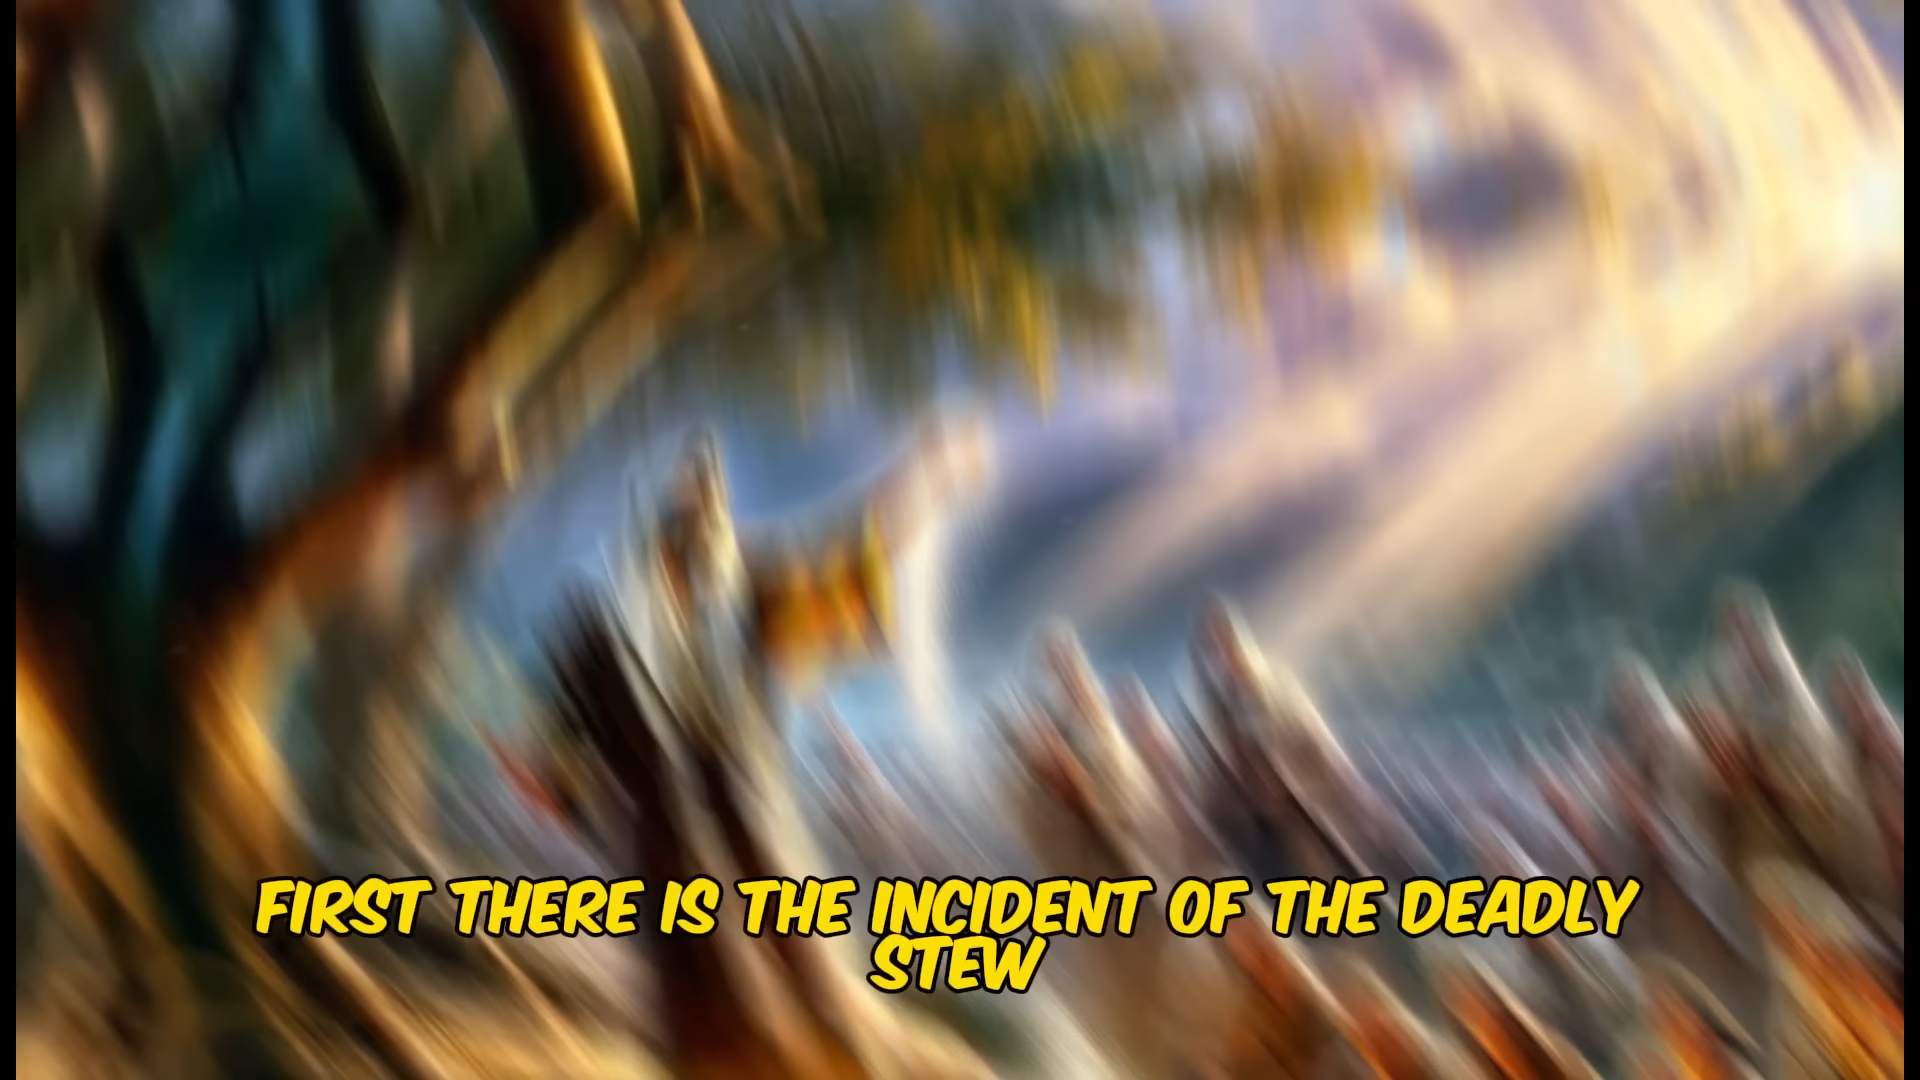 FIRST THERE IS THE INCIDENT OF THE DEADLY
STEW